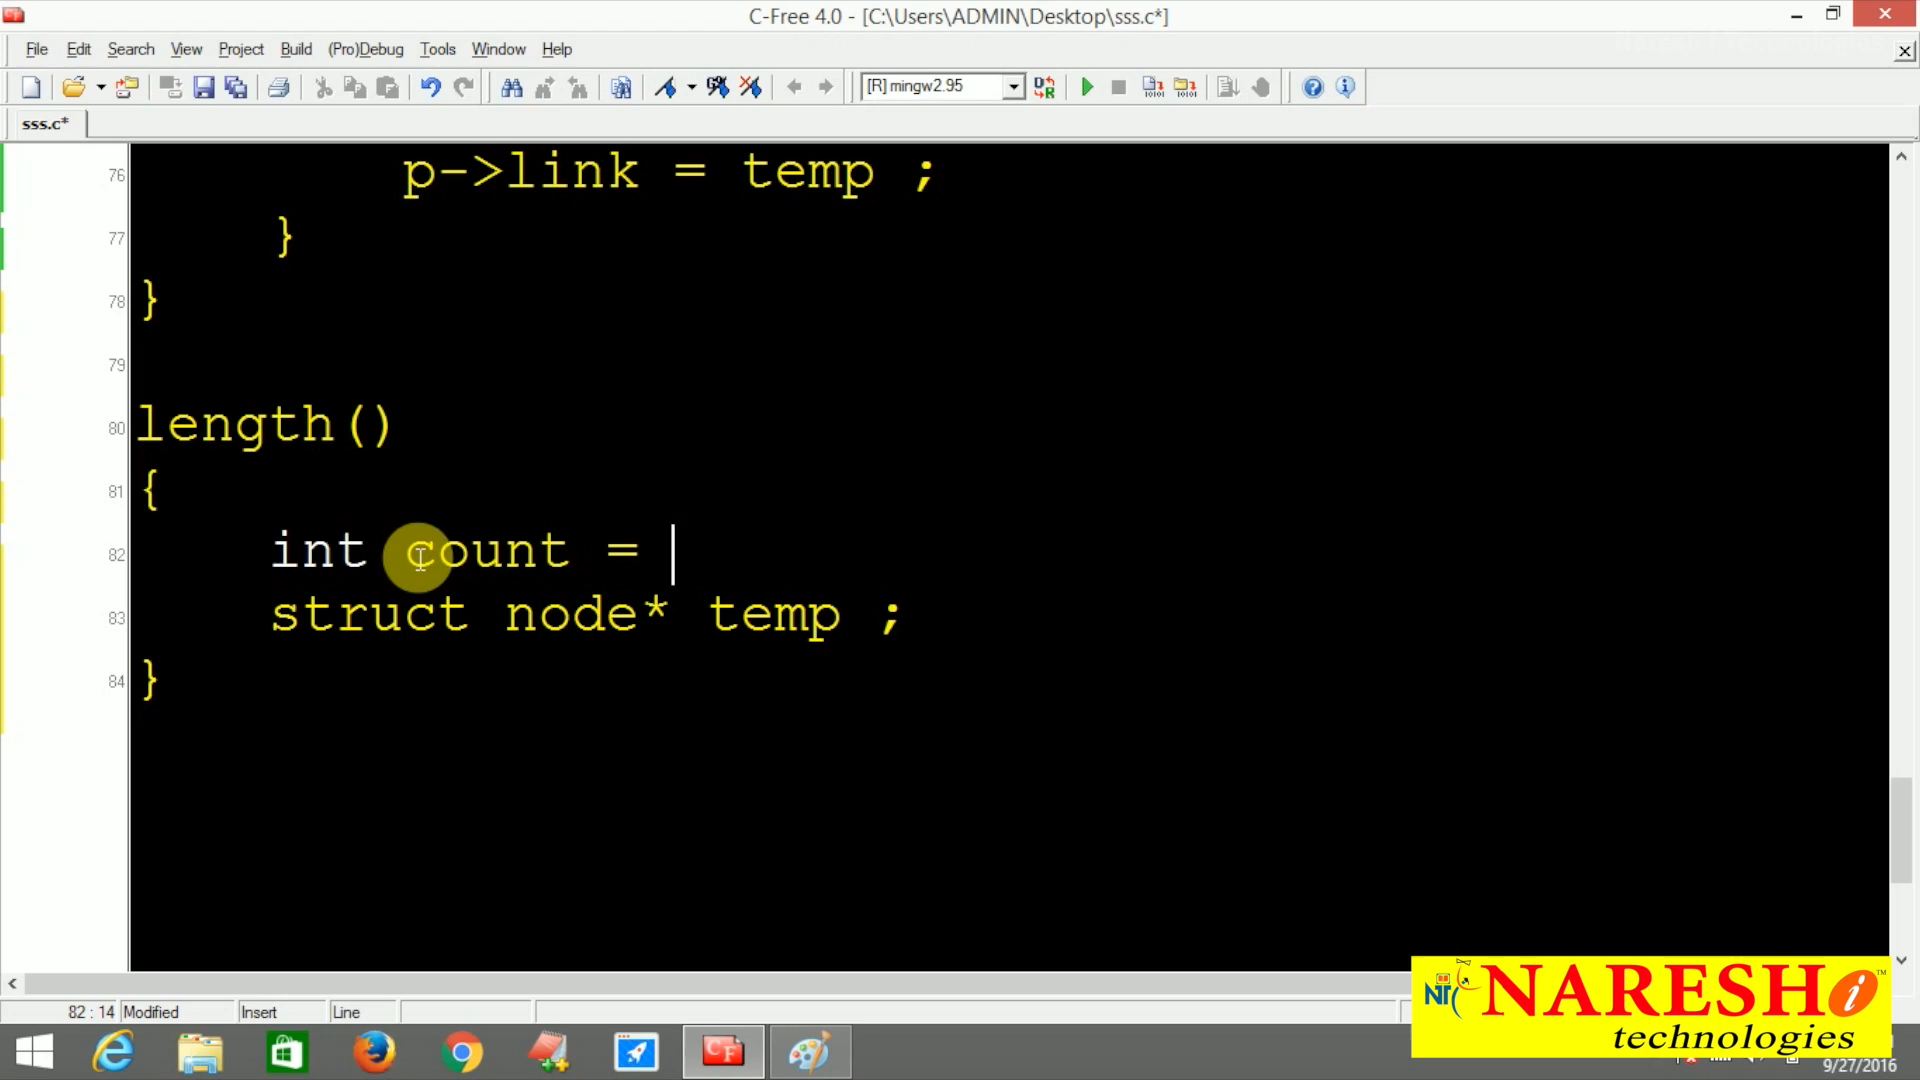 C-Free 4.0 - [C:\Users\ADMIN\Desktop\sss.c*]
File Edit Search View Project Build (Pro)Debug Tools Window Help
[R] mingw2.95
sss.c*
76 p->link = temp ;
77 }
78 }
79
80 length()
81 {
82 int count =
83 struct node* temp ;
84 }
82 : 14 Modified Insert Line
NARESH i ™
technologies
9/27/2016